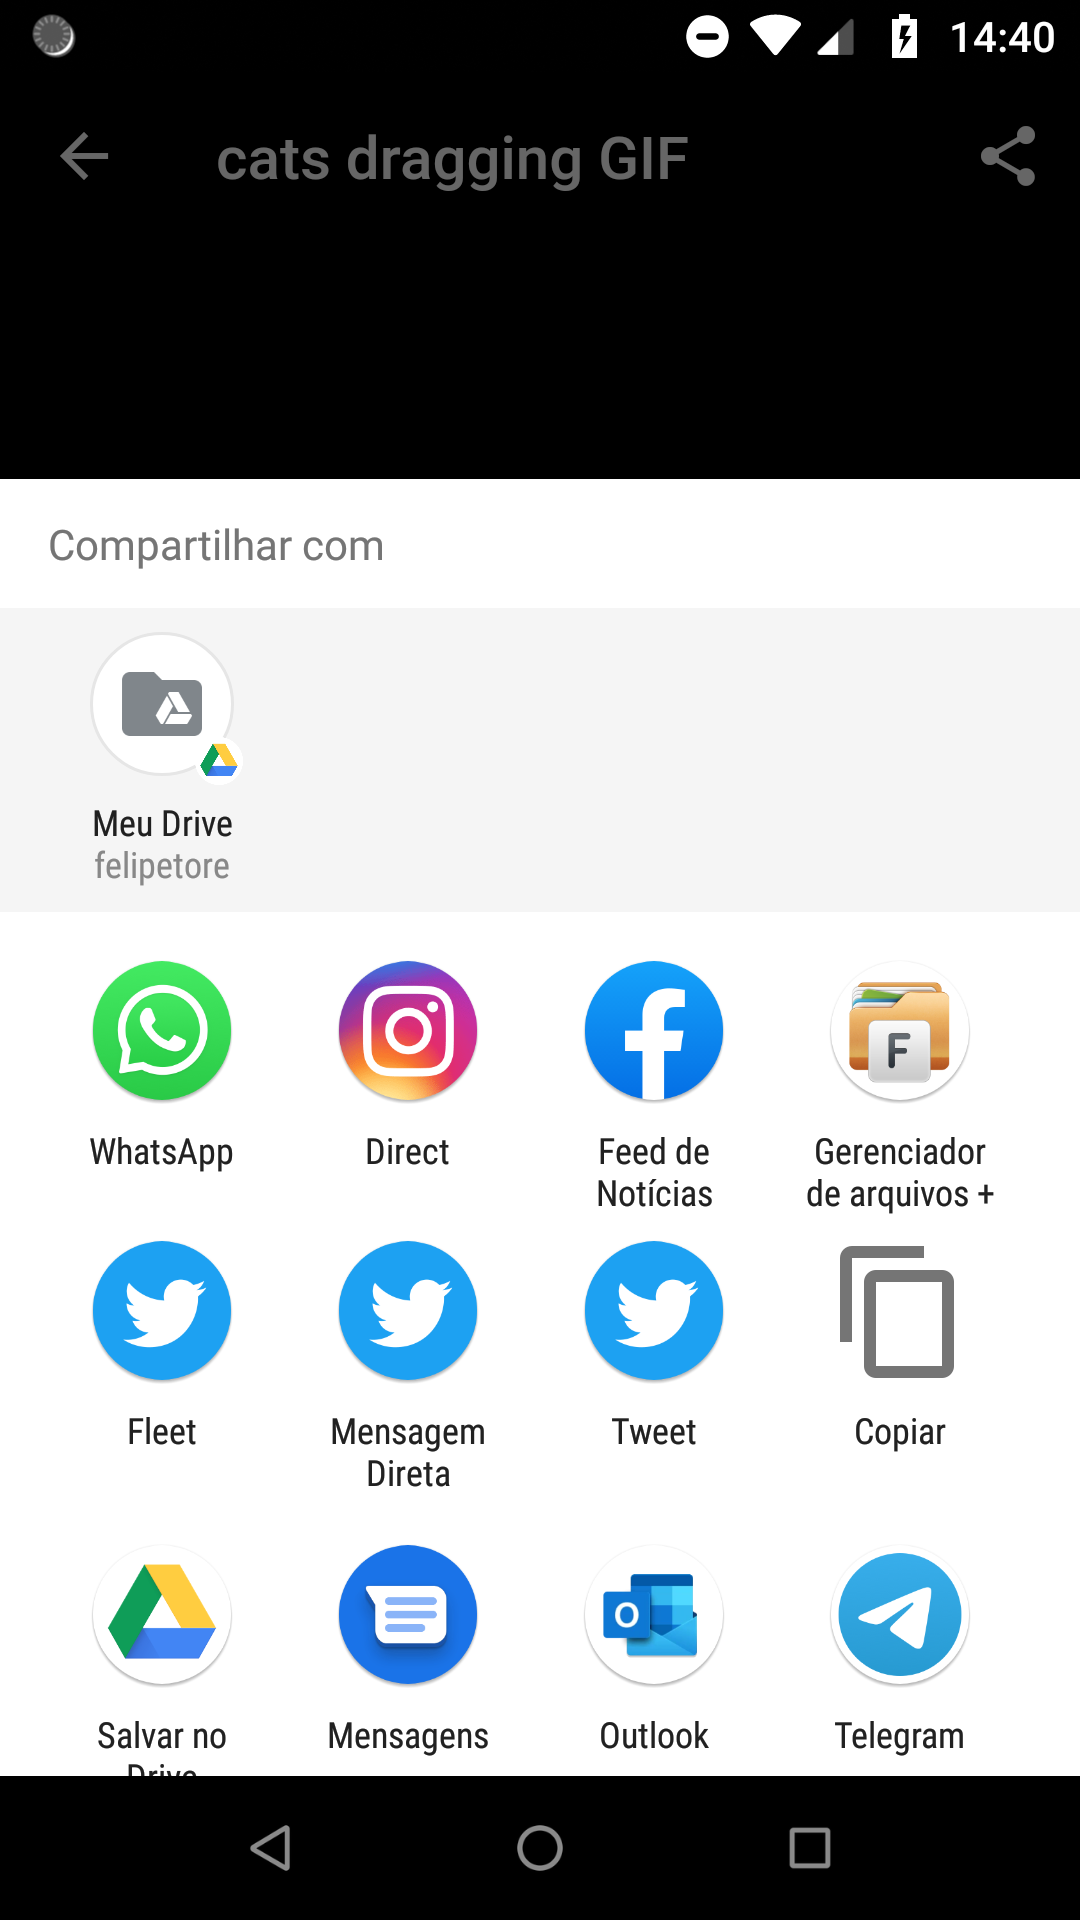 14:40
cats dragging GIF
Compartilhar com
Meu Drive
felipetore
WhatsApp
Direct
Feed de
Notícias
Gerenciador
de arquivos +
Fleet
Mensagem
Direta
Tweet
Copiar
Salvar no
Drive
Mensagens
Outlook
Telegram